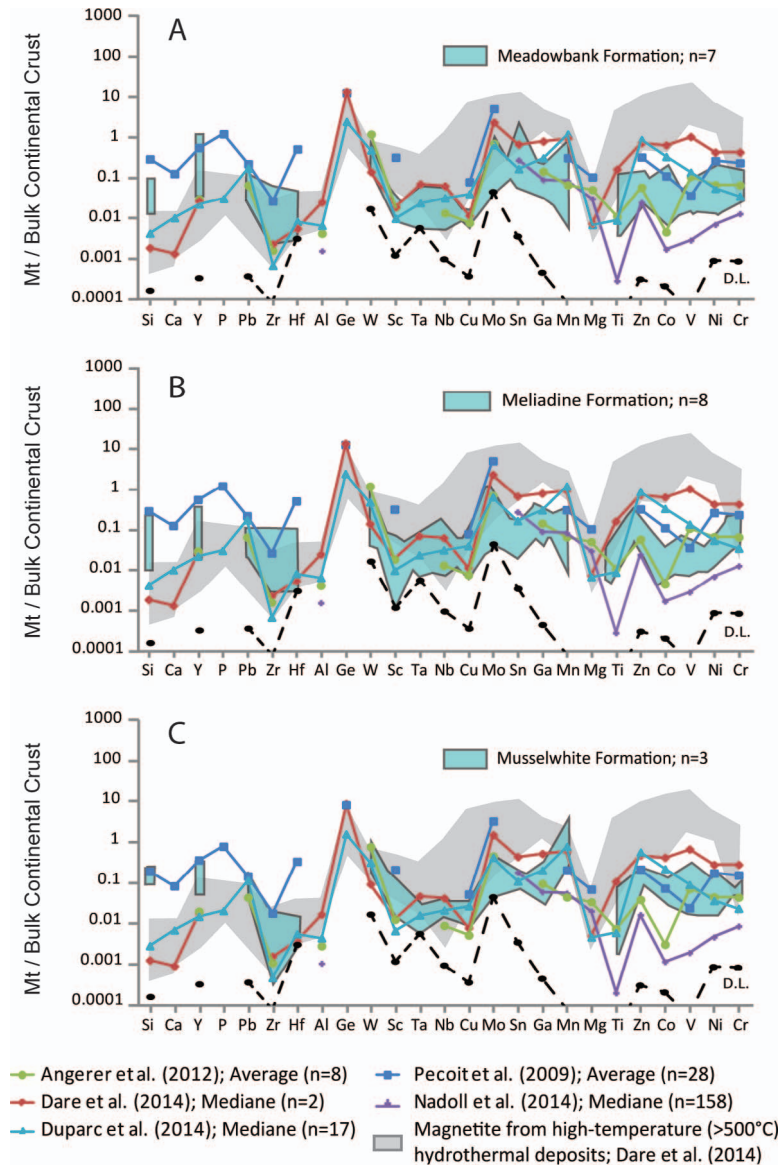 A
Meadowbank Formation; n=7
Mt / Bulk Continental Crust
1000
100
10
1
0.1
0.01
0.001
0.0001
D.L.
Si Ca Y P Pb Zr Hf Al Ge W Sc Ta Nb Cu Mo Sn Ga Mn Mg Ti Zn Co V Ni Cr
B
Meliadine Formation; n=8
Mt / Bulk Continental Crust
1000
100
10
1
0.1
0.01
0.001
0.0001
D.L.
Si Ca Y P Pb Zr Hf Al Ge W Sc Ta Nb Cu Mo Sn Ga Mn Mg Ti Zn Co V Ni Cr
C
Musselwhite Formation; n=3
Mt / Bulk Continental Crust
1000
100
10
1
0.1
0.01
0.001
0.0001
D.L.
Si Ca Y P Pb Zr Hf Al Ge W Sc Ta Nb Cu Mo Sn Ga Mn Mg Ti Zn Co V Ni Cr
Angerer et al. (2012); Average (n=8)
Dare et al. (2014); Mediane (n=2)
Duparc et al. (2014); Mediane (n=17)
Pecoit et al. (2009); Average (n=28)
Nadoll et al. (2014); Mediane (n=158)
Magnetite from high-temperature (>500°C)
hydrothermal deposits; Dare et al. (2014)